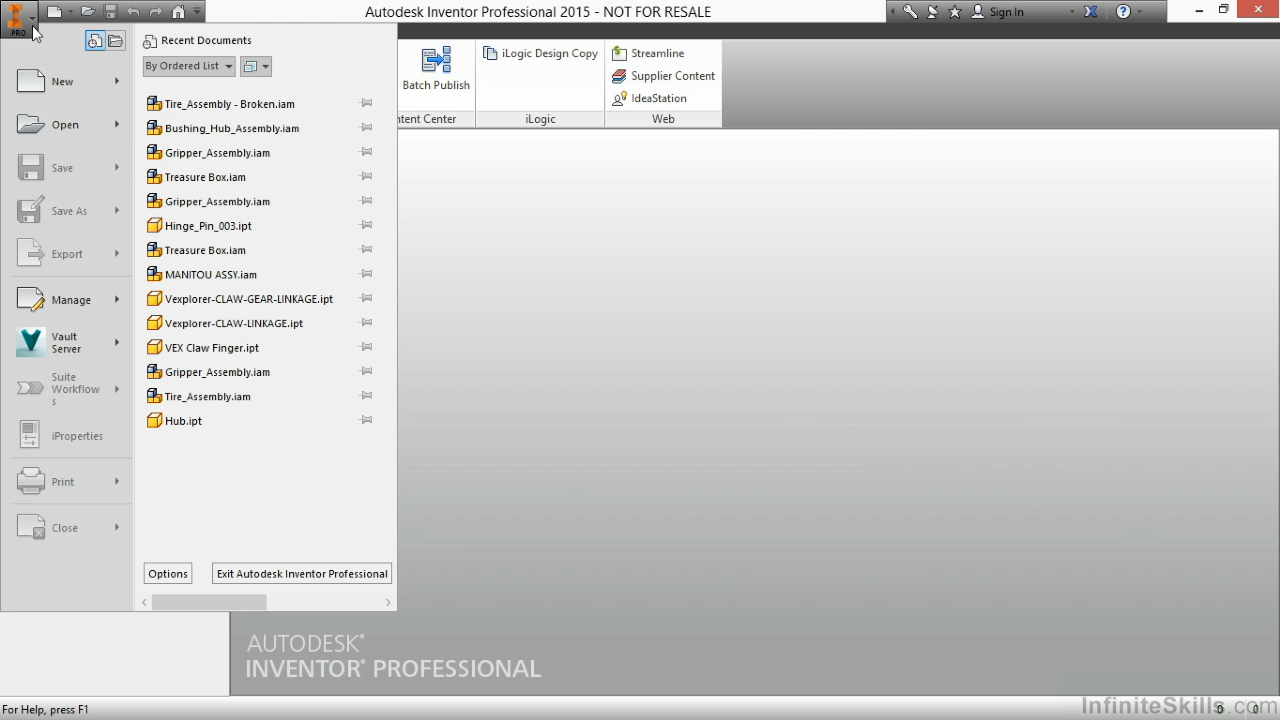 Autodesk Inventor Professional 2015 - NOT FOR RESALE
Sign In
PRO
Recent Documents
By Ordered List
New
Open
Save
Save As
Export
Manage
Vault
Server
Suite
Workflow
s
iProperties
Print
Close
Tire_Assembly - Broken.iam
Bushing_Hub_Assembly.iam
Gripper_Assembly.iam
Treasure Box.iam
Gripper_Assembly.iam
Hinge_Pin_003.ipt
Treasure Box.iam
MANITOU ASSY.iam
Vexplorer-CLAW-GEAR-LINKAGE.ipt
Vexplorer-CLAW-LINKAGE.ipt
VEX Claw Finger.ipt
Gripper_Assembly.iam
Tire_Assembly.iam
Hub.ipt
Options
Exit Autodesk Inventor Professional
Batch Publish
ntent Center
iLogic Design Copy
iLogic
Streamline
Supplier Content
IdeaStation
Web
AUTODESK®
INVENTOR® PROFESSIONAL
For Help, press F1
0 0
InfiniteSkills.com